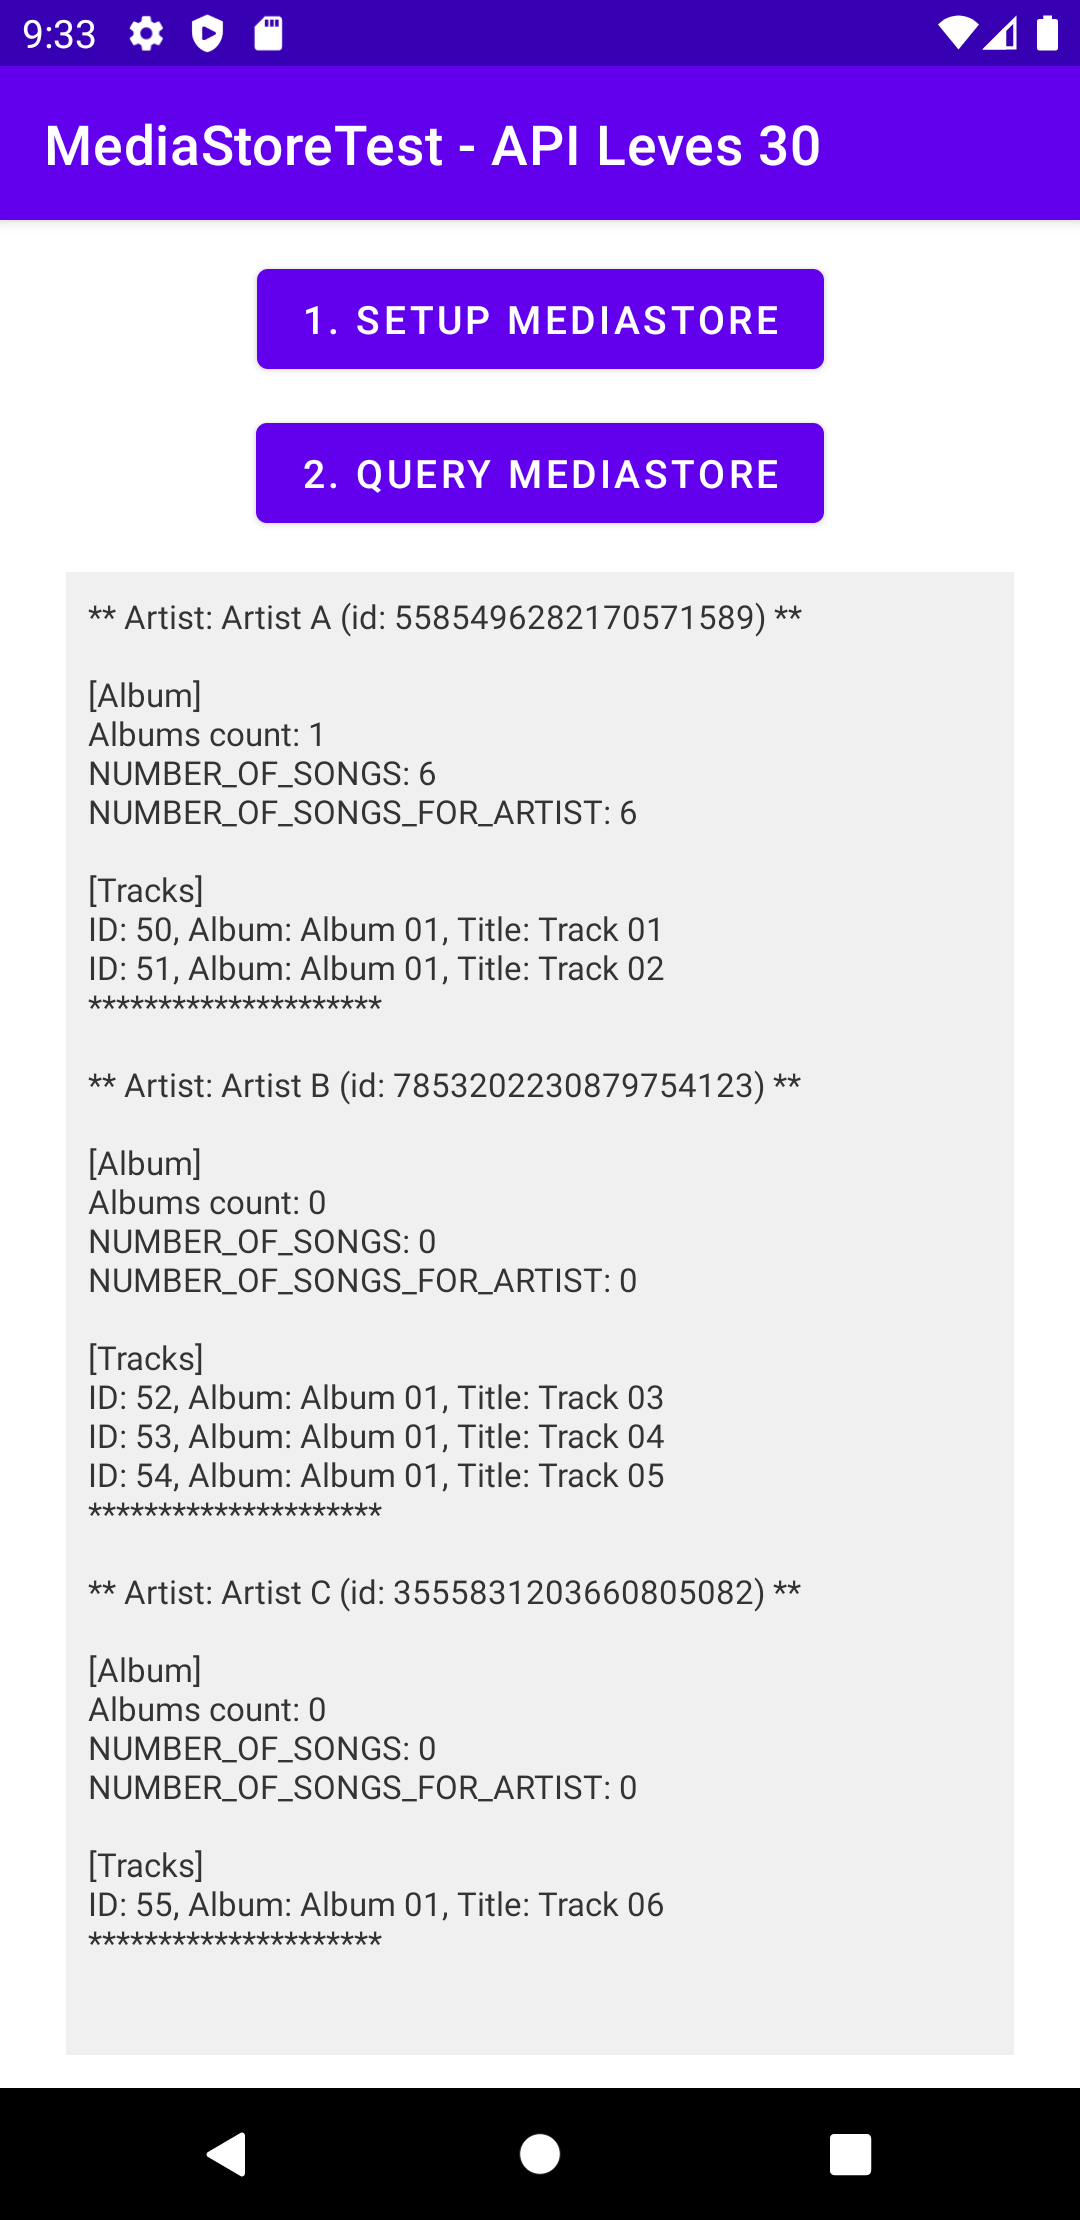 9:33
MediaStoreTest - API Leves 30
1. SETUP MEDIASTORE
2. QUERY MEDIASTORE
** Artist: Artist A (id: 5585496282170571589) **
[Album]
Albums count: 1
NUMBER_OF_SONGS: 6
NUMBER_OF_SONGS_FOR_ARTIST: 6
[Tracks]
ID: 50, Album: Album 01, Title: Track 01
ID: 51, Album: Album 01, Title: Track 02
*********************
** Artist: Artist B (id: 7853202230879754123) **
[Album]
Albums count: 0
NUMBER_OF_SONGS: 0
NUMBER_OF_SONGS_FOR_ARTIST: 0
[Tracks]
ID: 52, Album: Album 01, Title: Track 03
ID: 53, Album: Album 01, Title: Track 04
ID: 54, Album: Album 01, Title: Track 05
*********************
** Artist: Artist C (id: 3555831203660805082) **
[Album]
Albums count: 0
NUMBER_OF_SONGS: 0
NUMBER_OF_SONGS_FOR_ARTIST: 0
[Tracks]
ID: 55, Album: Album 01, Title: Track 06
*********************